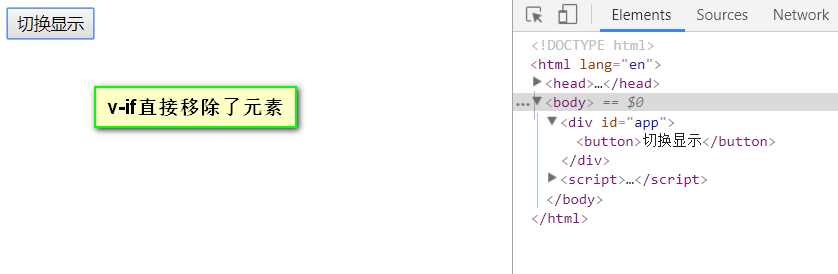 切换显示
v-if直接移除了元素
Elements Sources Network
<!DOCTYPE html>
<html lang="en">
<head>…</head>
<body> == $0
<div id="app">
<button>切换显示</button>
</div>
<script>…</script>
</body>
</html>